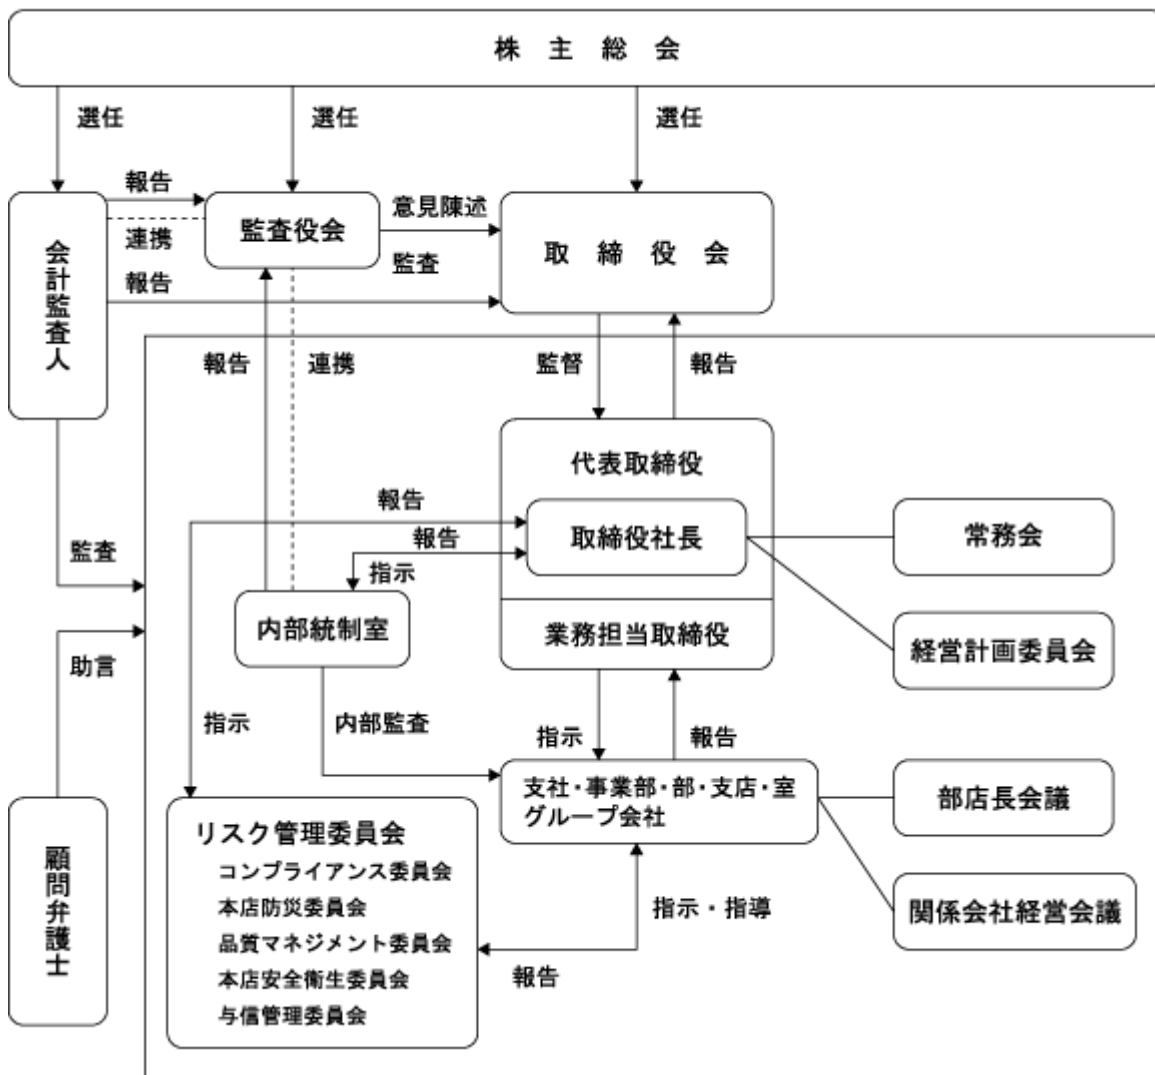 株主総会
選任
選任
選任
会計監査人
報告
連携
報告
監査役会
意見陳述
監査
取締役会
報告
連携
監督
報告
代表取締役
取締役社長
業務担当取締役
報告
報告
指示
監査
助言
内部統制室
常務会
経営計画委員会
指示
内部監査
指示
報告
支社・事業部・部・支店・室
グループ会社
部店長会議
関係会社経営会議
顧問弁護士
リスク管理委員会
コンプライアンス委員会
本店防災委員会
品質マネジメント委員会
本店安全衛生委員会
与信管理委員会
指示・指導
報告